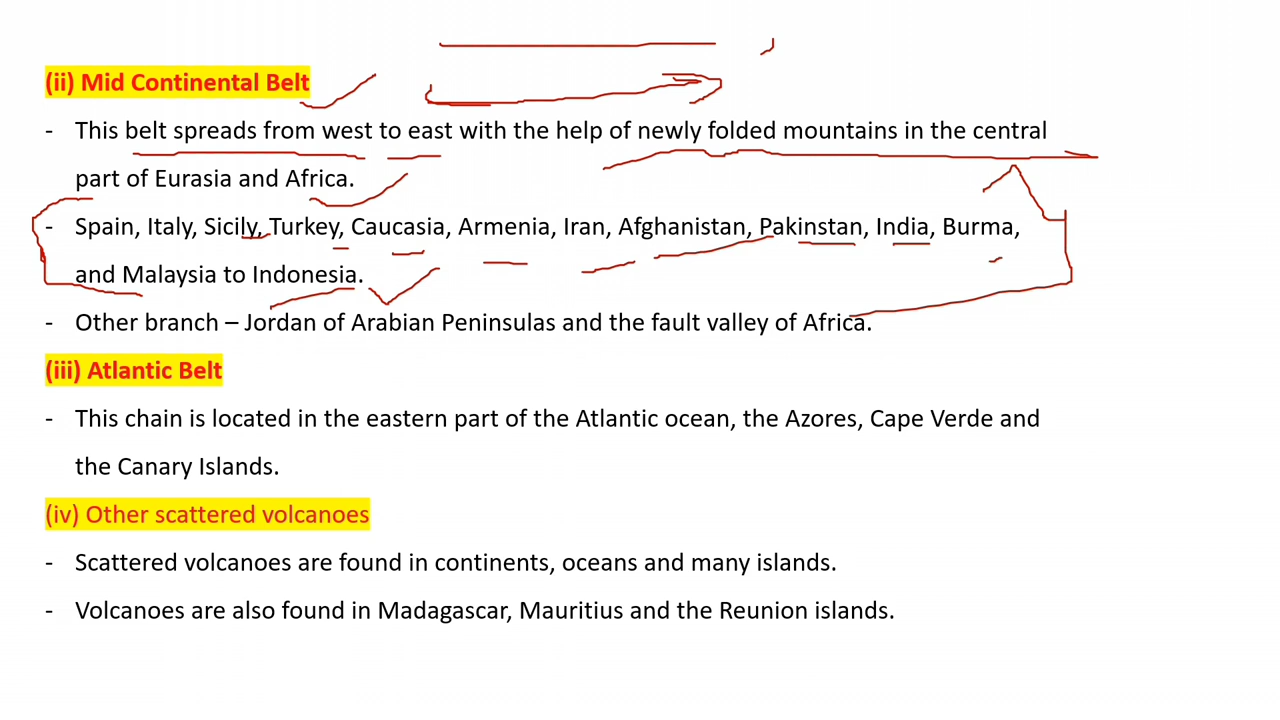 (ii) Mid Continental Belt
- This belt spreads from west to east with the help of newly folded mountains in the central
part of Eurasia and Africa.
- Spain, Italy, Sicily, Turkey, Caucasia, Armenia, Iran, Afghanistan, Pakinstan, India, Burma,
and Malaysia to Indonesia.
- Other branch – Jordan of Arabian Peninsulas and the fault valley of Africa.
(iii) Atlantic Belt
- This chain is located in the eastern part of the Atlantic ocean, the Azores, Cape Verde and
the Canary Islands.
(iv) Other scattered volcanoes
- Scattered volcanoes are found in continents, oceans and many islands.
- Volcanoes are also found in Madagascar, Mauritius and the Reunion islands.